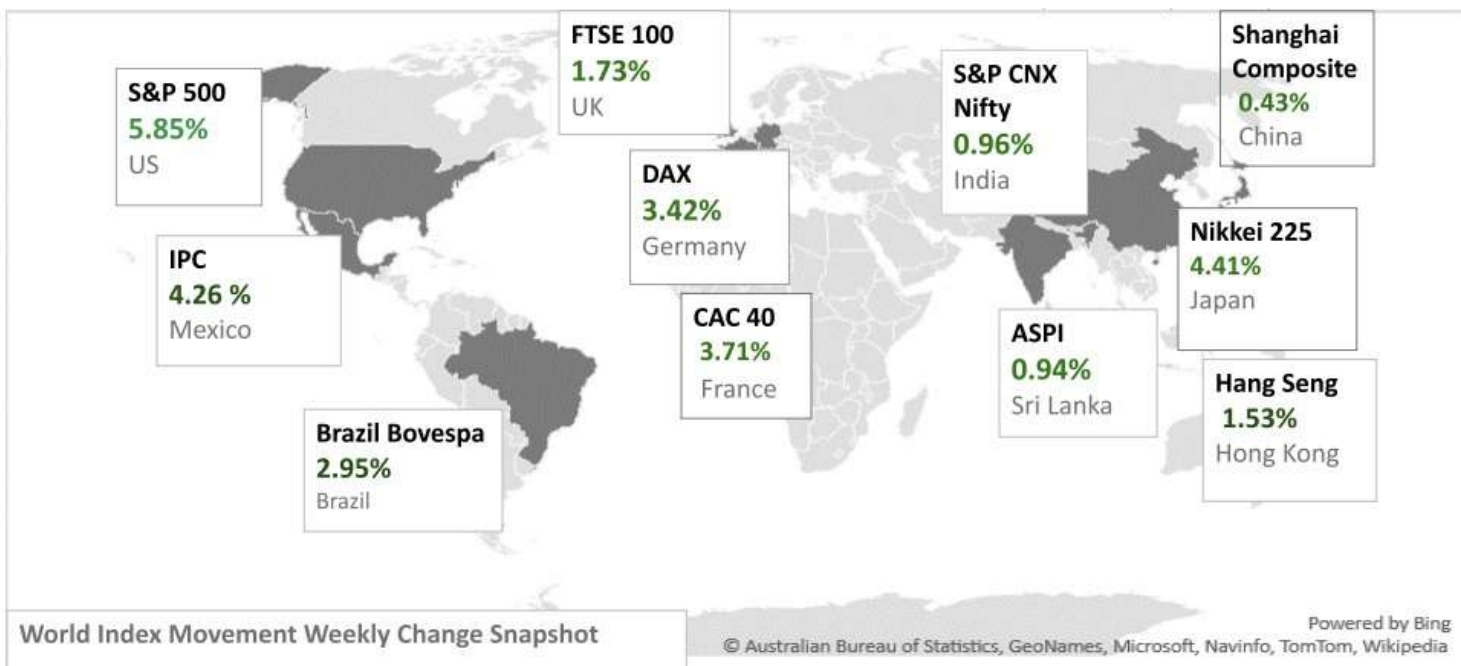 S&P 500
5.85%
US
IPC
4.26 %
Mexico
Brazil Bovespa
2.95%
Brazil
FTSE 100
1.73%
UK
DAX
3.42%
Germany
CAC 40
3.71%
France
S&P CNX
Nifty
0.96%
India
ASPI
0.94%
Sri Lanka
Shanghai
Composite
0.43%
China
Nikkei 225
4.41%
Japan
Hang Seng
1.53%
Hong Kong
World Index Movement Weekly Change Snapshot
Powered by Bing
© Australian Bureau of Statistics, GeoNames, Microsoft, Navinfo, TomTom, Wikipedia